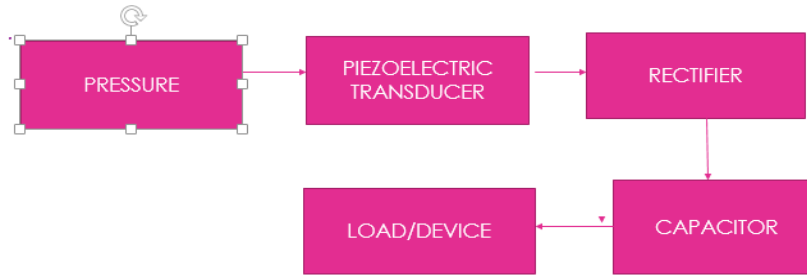 PRESSURE
PIEZOELECTRIC
TRANSDUCER
RECTIFIER
LOAD/DEVICE
CAPACITOR